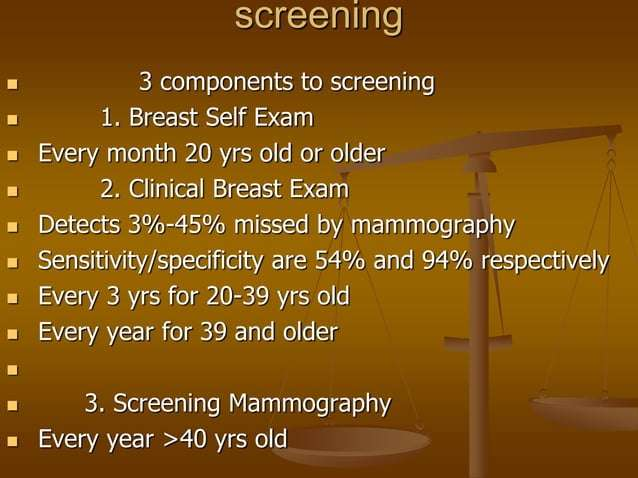 screening
3 components to screening
1. Breast Self Exam
Every month 20 yrs old or older
2. Clinical Breast Exam
Detects 3%-45% missed by mammography
Sensitivity/specificity are 54% and 94% respectively
Every 3 yrs for 20-39 yrs old
Every year for 39 and older
3. Screening Mammography
Every year >40 yrs old